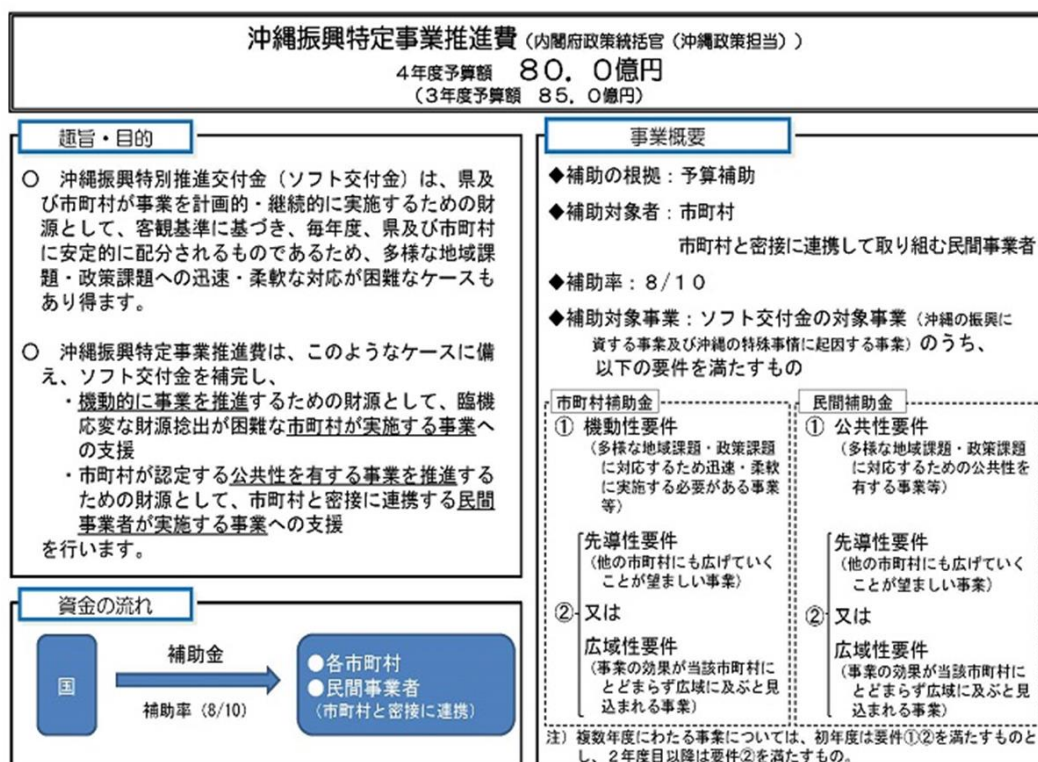 沖縄振興特定事業推進費（内閣府政策統括官（沖縄政策担当））
４年度予算額　８０．０億円
（３年度予算額　８５．０億円）
趣旨・目的
○　沖縄振興特別推進交付金（ソフト交付金）は、県及
び市町村が事業を計画的・継続的に実施するための財
源として、客観基準に基づき、毎年度、県及び市町村
に安定的に配分されるものであるため、多様な地域課
題・政策課題への迅速・柔軟な対応が困難なケースも
あり得ます。
○　沖縄振興特定事業推進費は、このようなケースに備
え、ソフト交付金を補完し、
・機動的に事業を推進するための財源として、臨機
応変な財源捻出が困難な市町村が実施する事業へ
の支援
・市町村が認定する公共性を有する事業を推進する
ための財源として、市町村と密接に連携する民間
事業者が実施する事業への支援
を行います。
資金の流れ
国
補助金
補助率（8/10）
●各市町村
●民間事業者
（市町村と密接に連携）
事業概要
◆補助の根拠：予算補助
◆補助対象者：市町村
市町村と密接に連携して取り組む民間事業者
◆補助率：８/１０
◆補助対象事業：ソフト交付金の対象事業（沖縄の振興に
資する事業及び沖縄の特殊事情に起因する事業）のうち、
以下の要件を満たすもの
市町村補助金
①　機動性要件
（多様な地域課題・政策課題
に対応するため迅速・柔軟
に実施する必要がある事業
等）
先導性要件
（他の市町村にも広げていく
ことが望ましい事業）
②　又は
広域性要件
（事業の効果が当該市町村に
とどまらず広域に及ぶと見
込まれる事業）
民間補助金
①　公共性要件
（多様な地域課題・政策課題
に対応するための公共性を
有する事業等）
先導性要件
（他の市町村にも広げていく
ことが望ましい事業）
②　又は
広域性要件
（事業の効果が当該市町村に
とどまらず広域に及ぶと見
込まれる事業）
注）複数年度にわたる事業については、初年度は要件①②を満たすものと
し、２年度目以降は要件②を満たすもの。